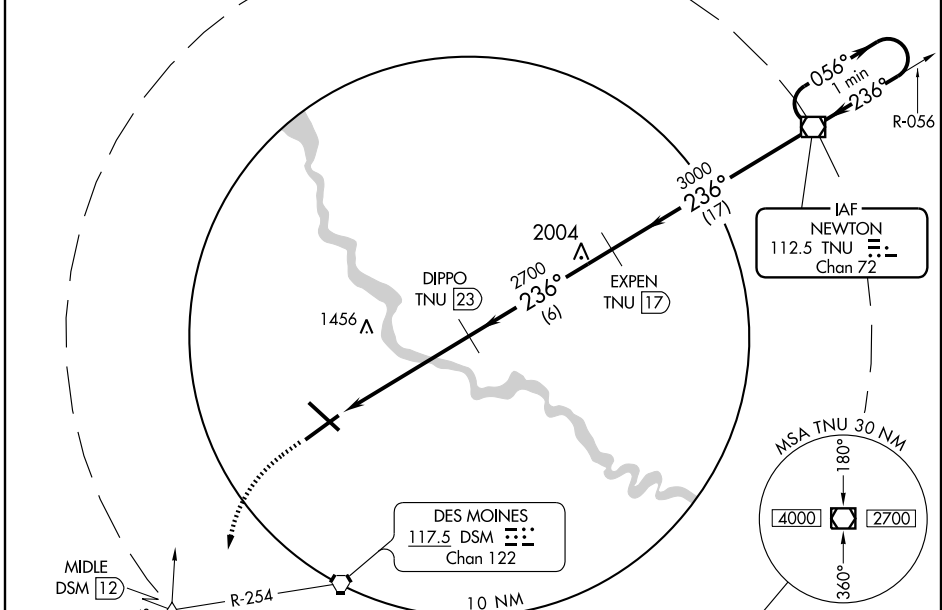 056°
1 min
236°
R-056
3000
236°
(17)
IAF
NEWTON
112.5 TNU
Chan 72
2004
2700
236°
(6)
EXPEN
TNU 17
DIPPO
TNU 23
1456
MSA TNU 30 NM
180°
4000
2700
360°
DES MOINES
117.5 DSM
Chan 122
MIDLE
DSM 12
R-254
10 NM